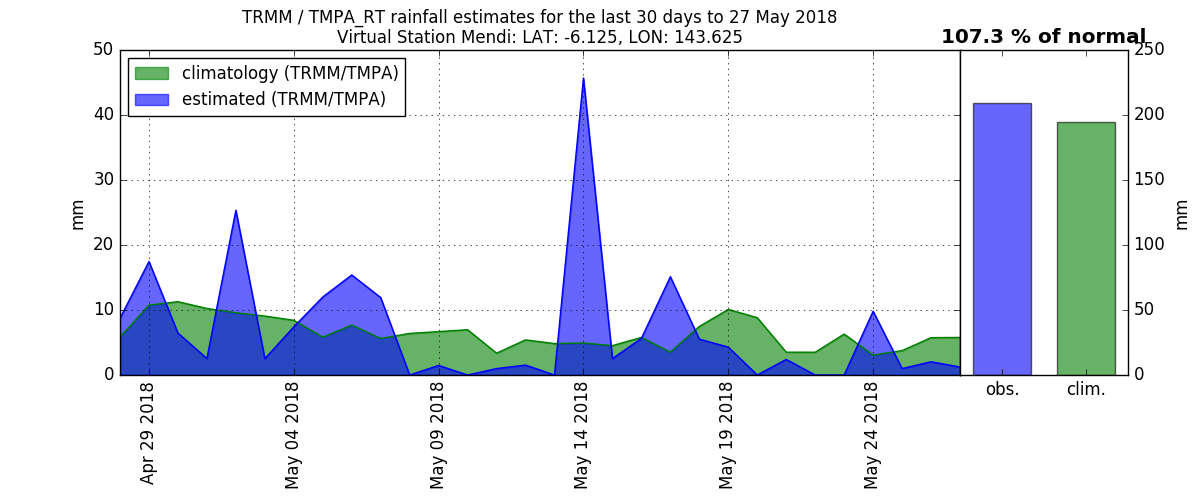 TRMM / TMPA_RT rainfall estimates for the last 30 days to 27 May 2018
Virtual Station Mendi: LAT: -6.125, LON: 143.625
107.3 % of normal
climatology (TRMM/TMPA)
estimated (TRMM/TMPA)
50
40
30
20
10
0
mm
Apr 29 2018
May 04 2018
May 09 2018
May 14 2018
May 19 2018
May 24 2018
250
200
150
100
50
0
mm
obs.
clim.